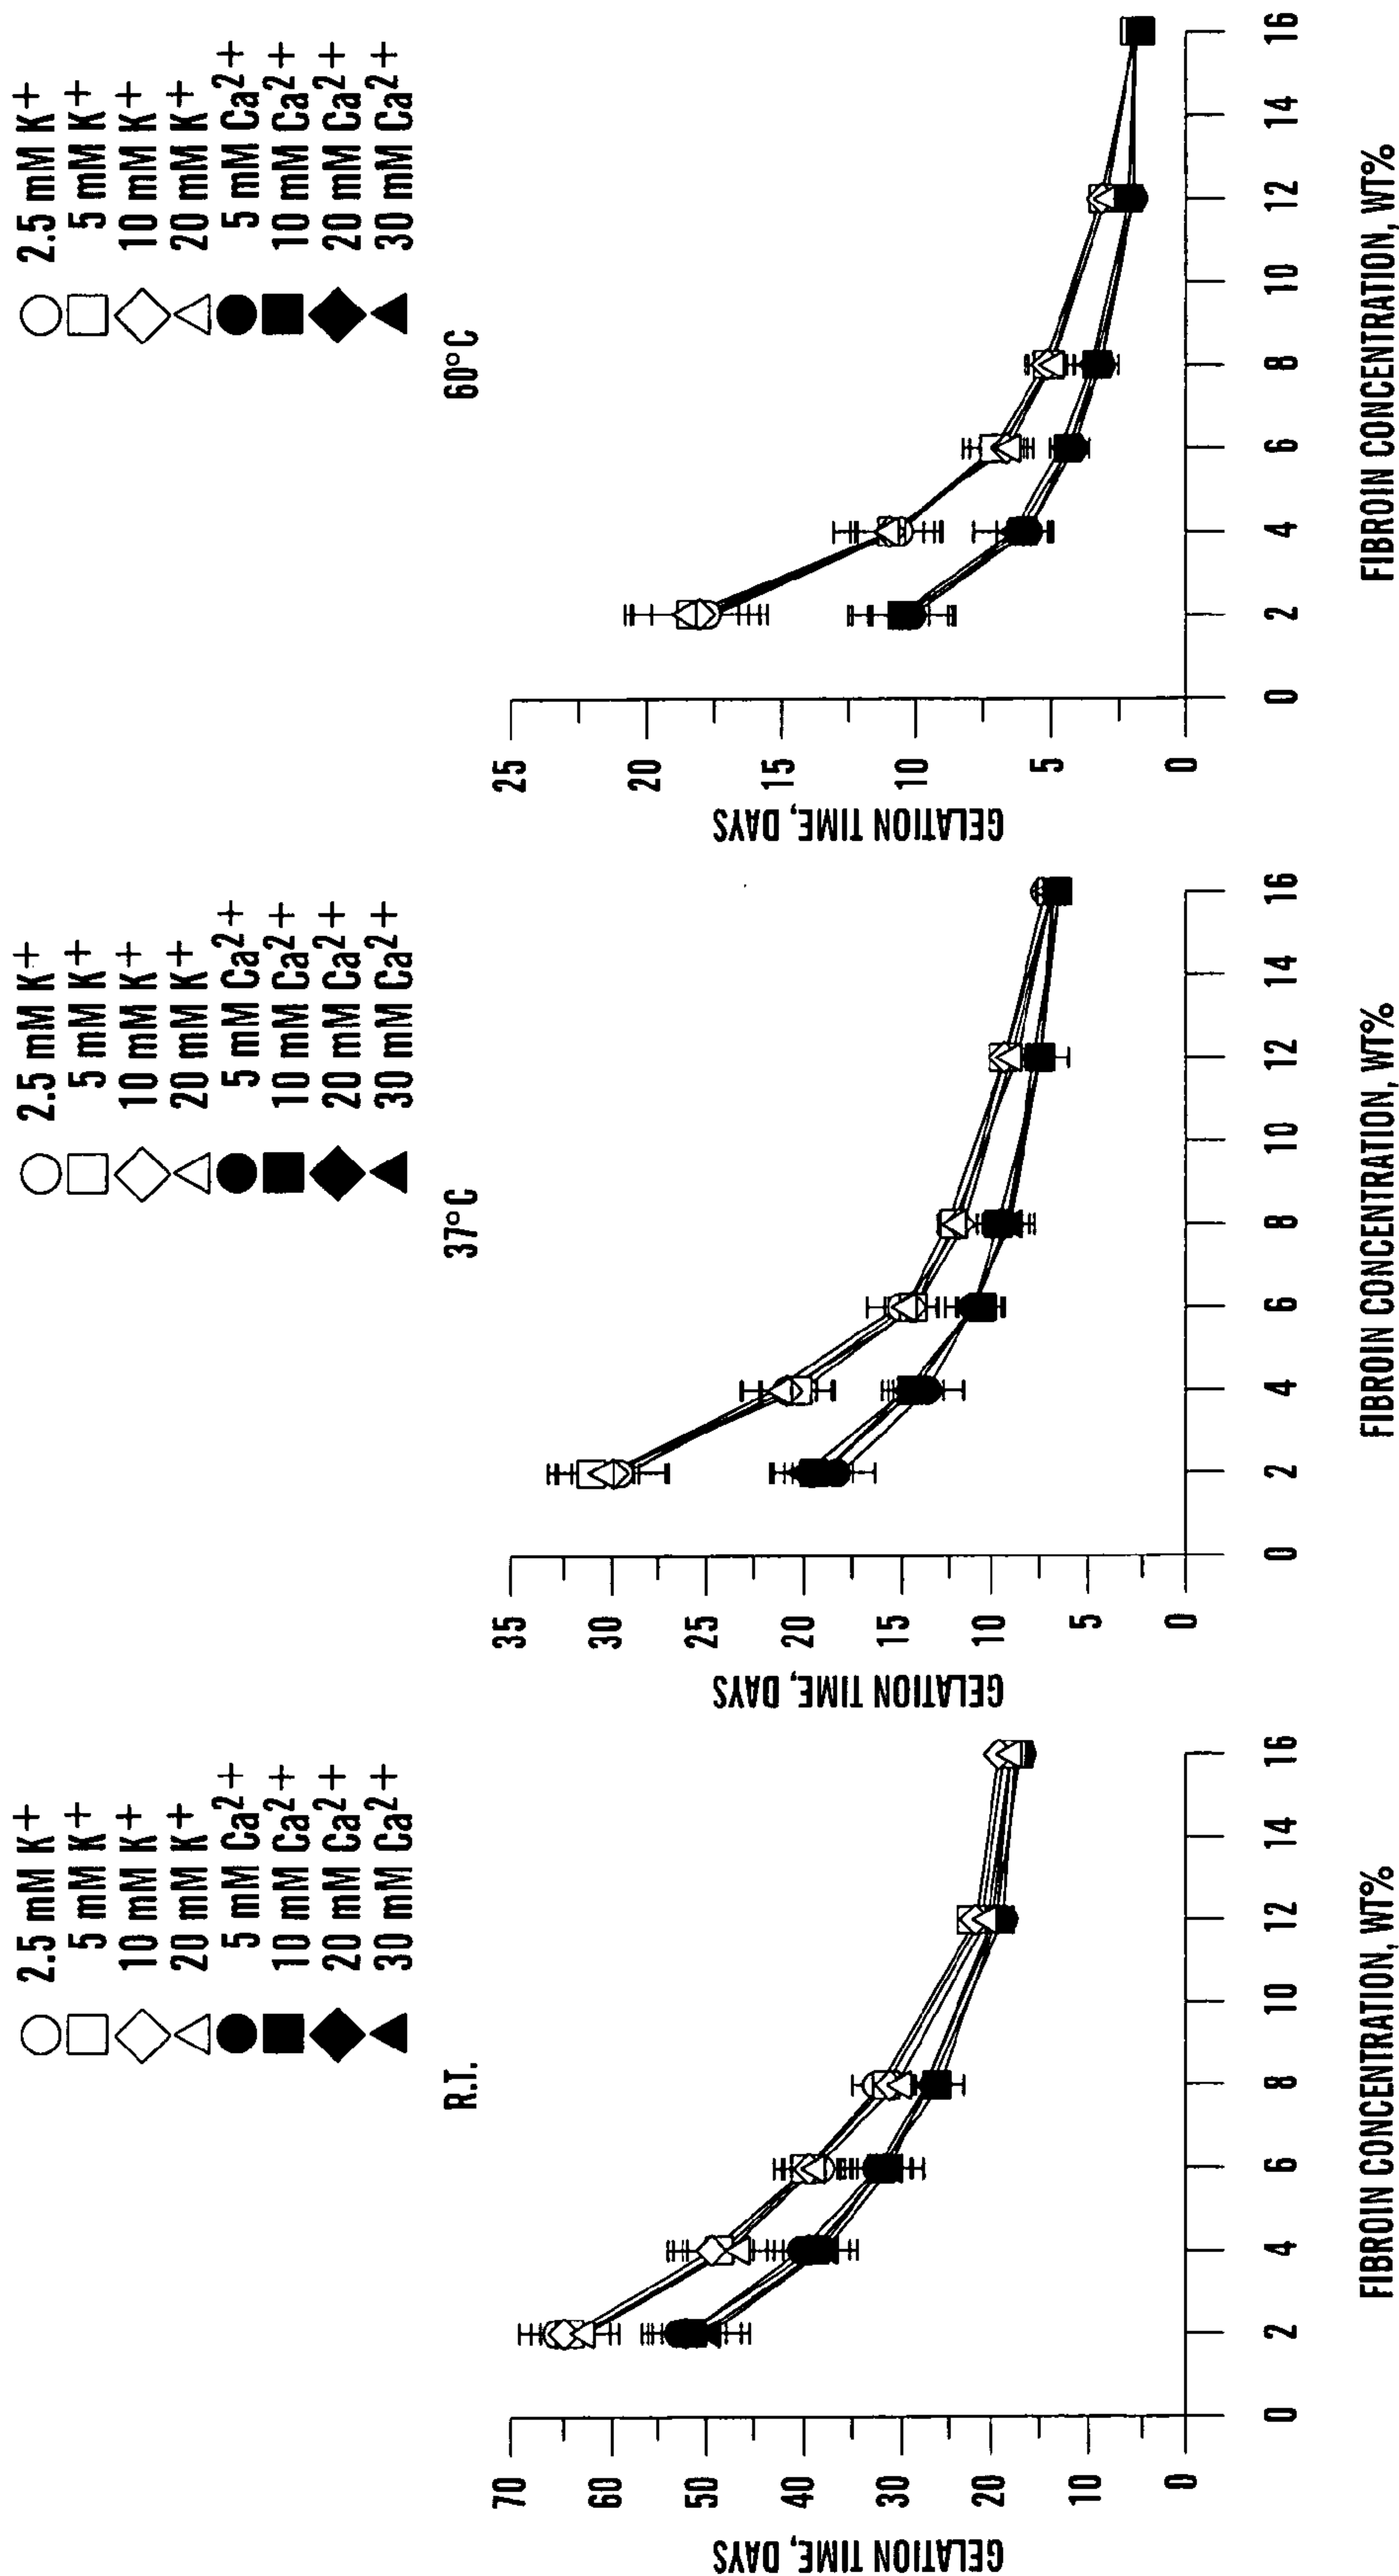 2.5 mM K+
5 mM K+
10 mM K+
20 mM K+
5 mM Ca2+
10 mM Ca2+
20 mM Ca2+
30 mM Ca2+
R.T.
GELATION TIME, DAYS
70
60
50
40
30
20
10
0
0 2 4 6 8 10 12 14 16
FIBROIN CONCENTRATION, WT%
2.5 mM K+
5 mM K+
10 mM K+
20 mM K+
5 mM Ca2+
10 mM Ca2+
20 mM Ca2+
30 mM Ca2+
37°C
GELATION TIME, DAYS
35
30
25
20
15
10
5
0
0 2 4 6 8 10 12 14 16
FIBROIN CONCENTRATION, WT%
2.5 mM K+
5 mM K+
10 mM K+
20 mM K+
5 mM Ca2+
10 mM Ca2+
20 mM Ca2+
30 mM Ca2+
60°C
GELATION TIME, DAYS
25
20
15
10
5
0
0 2 4 6 8 10 12 14 16
FIBROIN CONCENTRATION, WT%